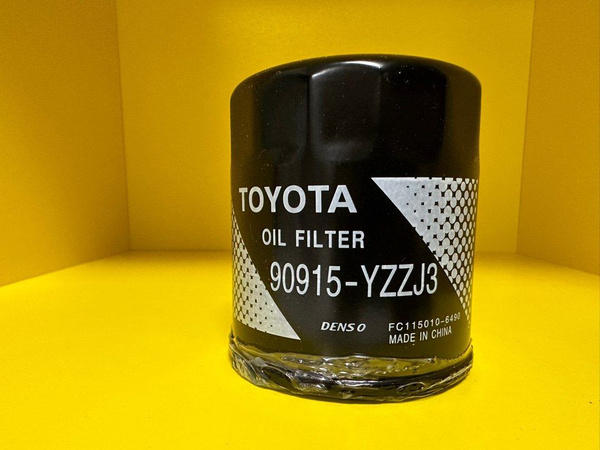 TOYOTA
OIL FILTER
90915-YZZJ3
DENSO
FC115010-6490
MADE IN CHINA